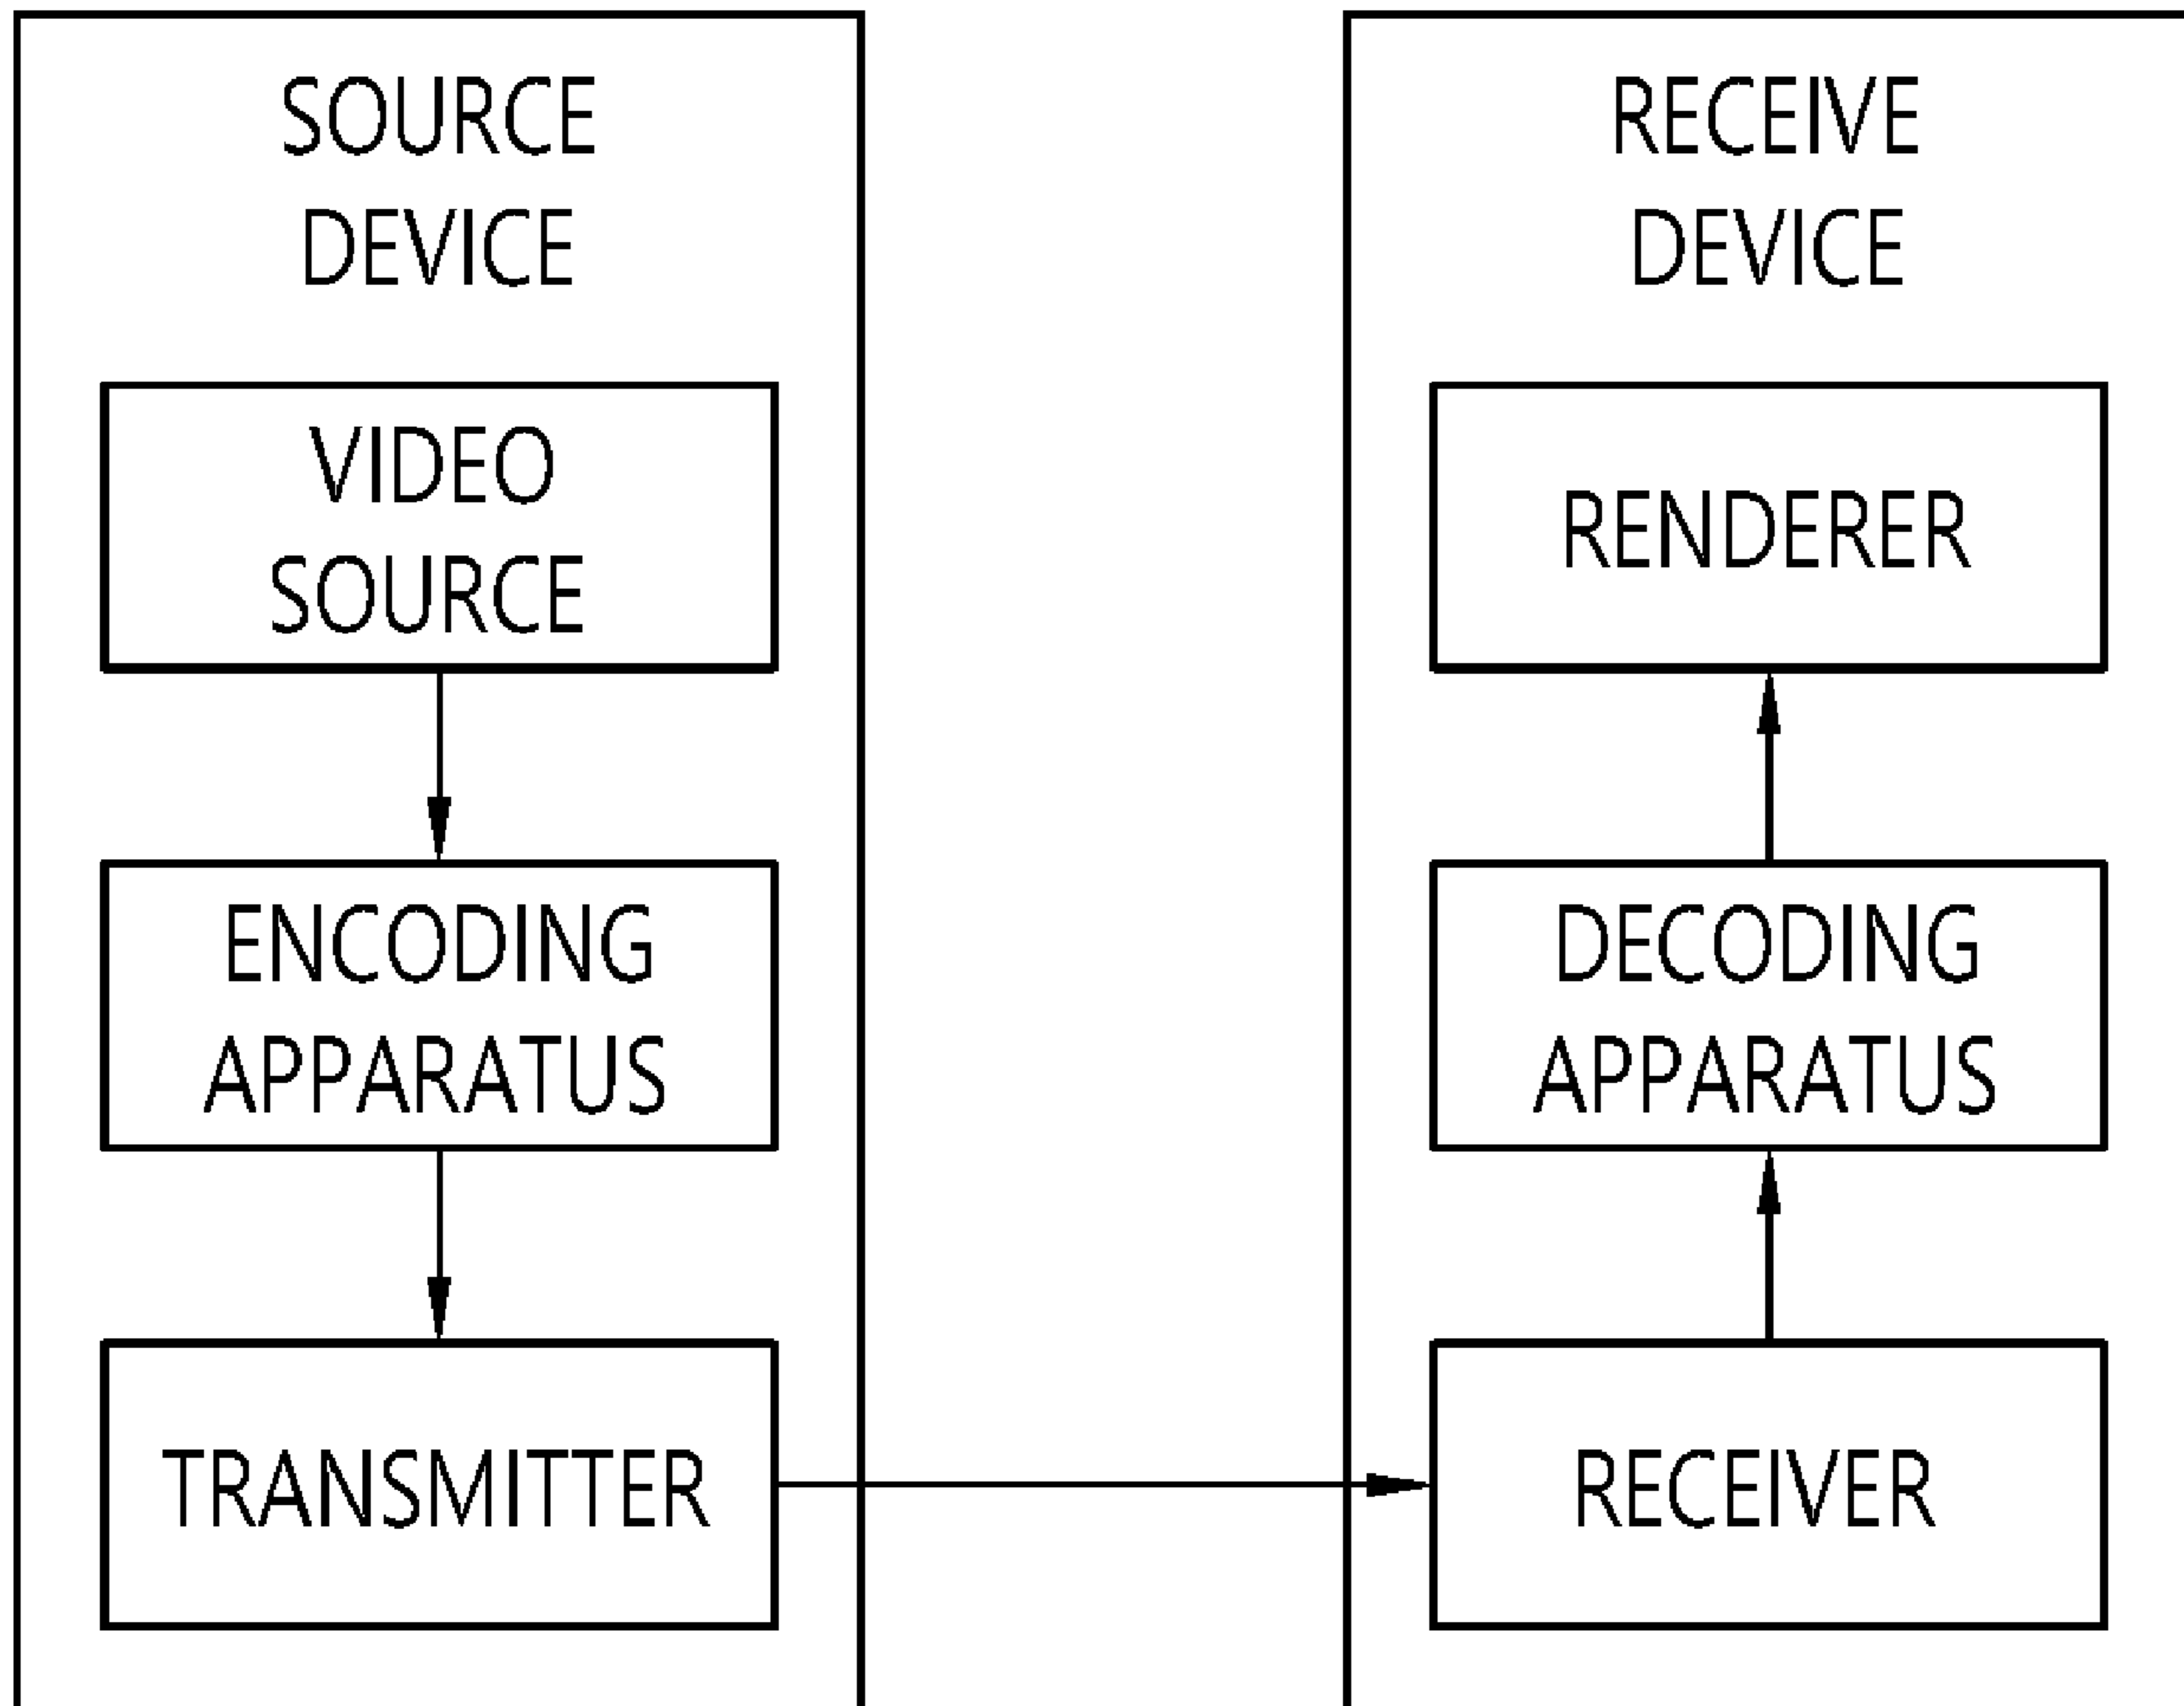 SOURCE
DEVICE
VIDEO
SOURCE
ENCODING
APPARATUS
TRANSMITTER
RECEIVE
DEVICE
RENDERER
DECODING
APPARATUS
RECEIVER